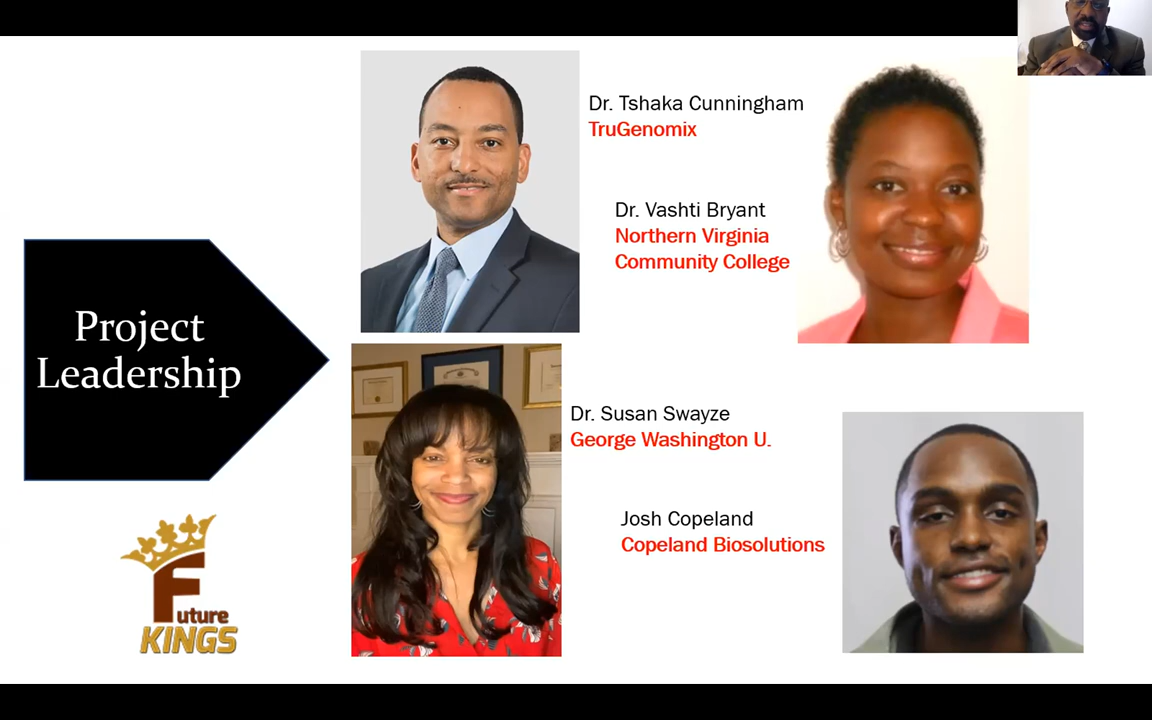 Project
Leadership
Dr. Tshaka Cunningham
TruGenomix
Dr. Vashti Bryant
Northern Virginia
Community College
Dr. Susan Swayze
George Washington U.
Josh Copeland
Copeland Biosolutions
Future
KINGS